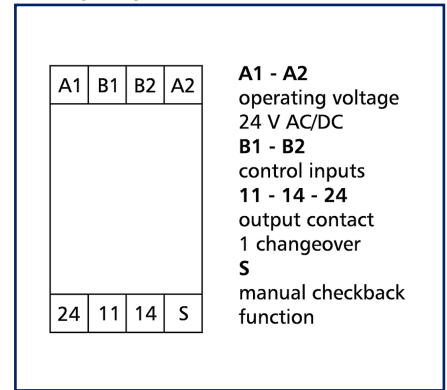 A1 B1 B2 A2
24 11 14 S
A1 - A2
operating voltage
24 V AC/DC
B1 - B2
control inputs
11 - 14 - 24
output contact
1 changeover
S
manual checkback
function